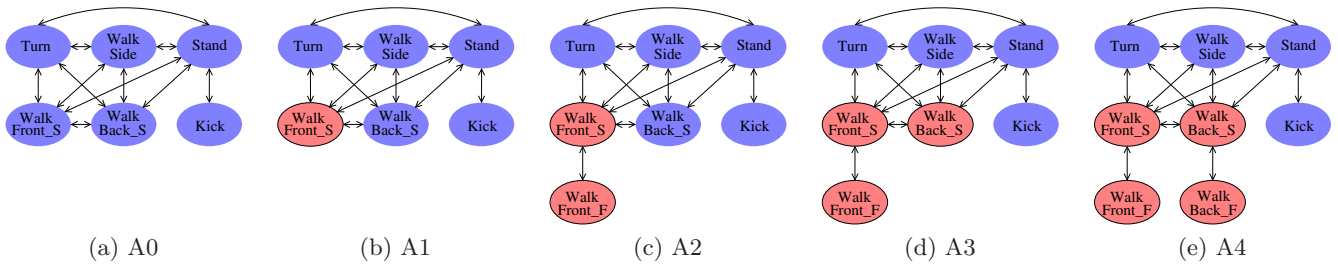 Turn
Walk
Side
Stand
Walk
Front_S
Walk
Back_S
Kick
(a) A0
Turn
Walk
Side
Stand
Walk
Front_S
Walk
Back_S
Kick
(b) A1
Turn
Walk
Side
Stand
Walk
Front_S
Walk
Back_S
Kick
Walk
Front_F
(c) A2
Turn
Walk
Side
Stand
Walk
Front_S
Walk
Back_S
Kick
Walk
Front_F
(d) A3
Turn
Walk
Side
Stand
Walk
Front_S
Walk
Back_S
Kick
Walk
Front_F
Walk
Back_F
(e) A4